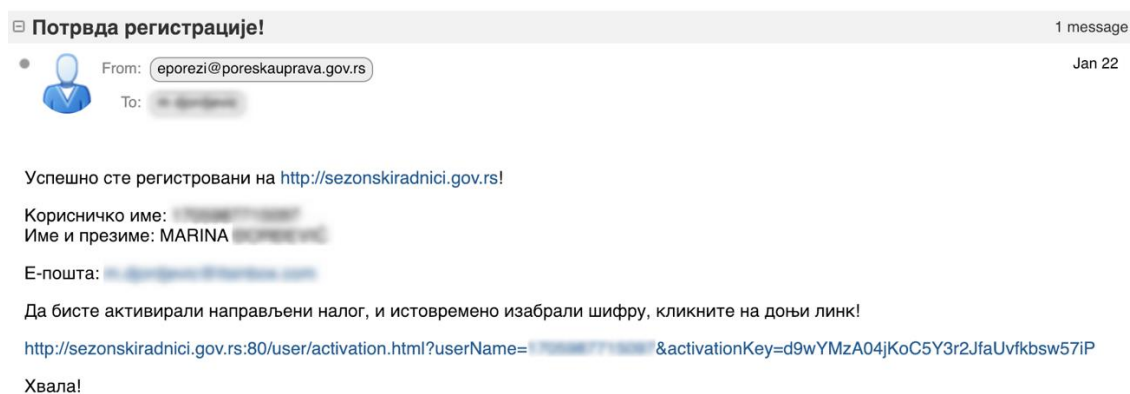 Потрвда регистрације!
1 message
From: eporezi@poreskauprava.gov.rs
Jan 22
To:
Успешно сте регистровани на http://sezonskiradnici.gov.rs!
Корисничко име:
Име и презиме: MARINA
Е-пошта:
Да бисте активирали направљени налог, и истовремено изабрали шифру, кликните на доњи линк!
http://sezonskiradnici.gov.rs:80/user/activation.html?userName= &activationKey=d9wYMzA04jKoC5Y3r2JfaUvfkbsw57iP
Хвала!